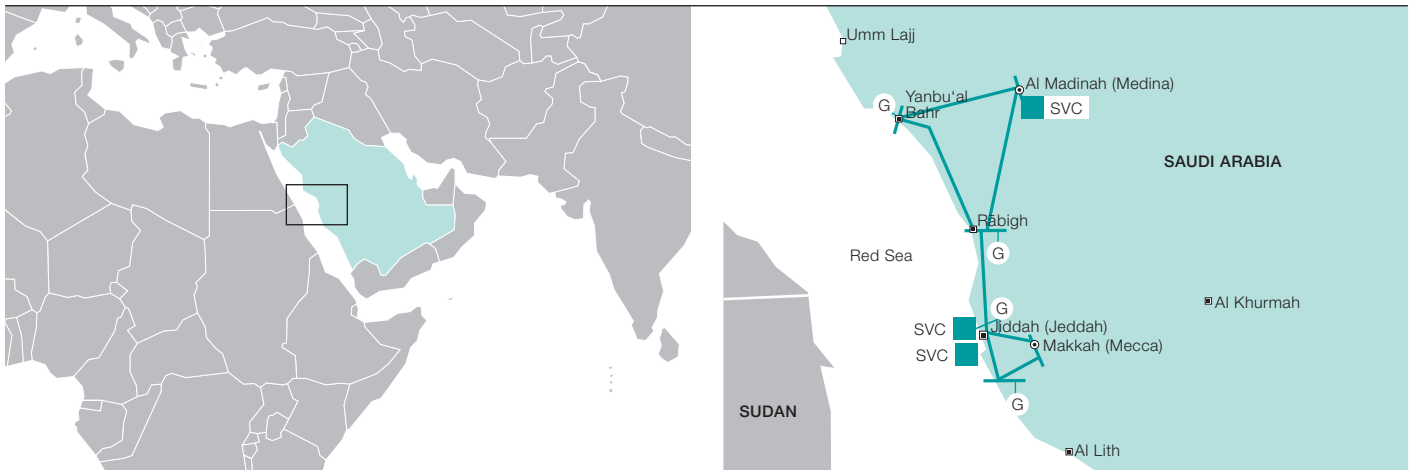 Umm Lajj
Al Madinah (Medina)
Yanbu‘al
G
Bahr
SVC
SAUDI ARABIA
Rābigh
G
Red Sea
Al Khurmah
G
SVC
Jiddah (Jeddah)
Makkah (Mecca)
SVC
G
SUDAN
Al Lith